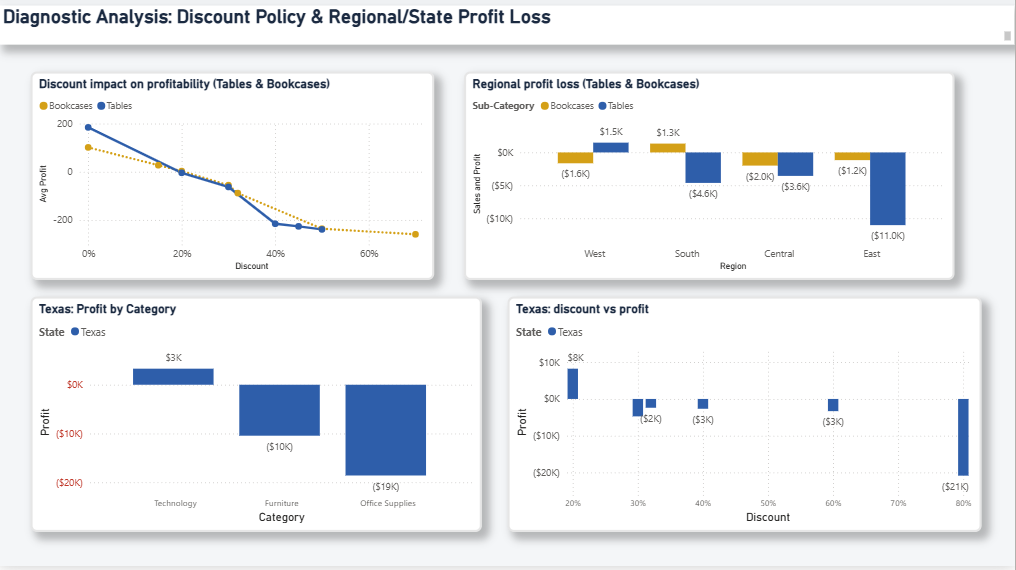 Diagnostic Analysis: Discount Policy & Regional/State Profit Loss
Discount impact on profitability (Tables & Bookcases)
Bookcases Tables
200
0
-200
Avg Profit
0% 20% 40% 60%
Discount
Regional profit loss (Tables & Bookcases)
Sub-Category Bookcases Tables
$1.5K $1.3K
$0K
($1.6K) ($2.0K) ($1.2K)
($5K)
($4.6K) ($3.6K)
($10K)
($11.0K)
Sales and Profit
West South Central East
Region
Texas: Profit by Category
State Texas
$3K
$0K
($10K)
($10K)
($20K)
($19K)
Profit
Technology Furniture Office Supplies
Category
Texas: discount vs profit
State Texas
$10K $8K
$0K
($2K) ($3K) ($3K)
($10K)
($20K)
($21K)
Profit
20% 30% 40% 50% 60% 70% 80%
Discount